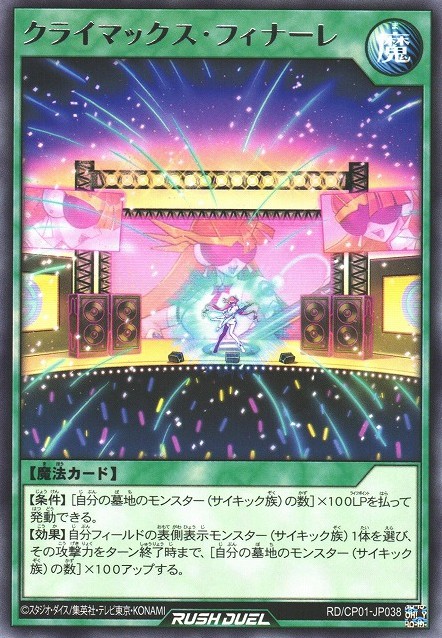 クライマックス・フィナーレ
魔
【魔法カード】
【条件】[自分の墓地のモンスター(サイキック族)の数]×100LPを払って
発動できる。
【効果】自分フィールドの表側表示モンスター(サイキック族)1体を選び、
その攻撃力をターン終了時まで、[自分の墓地のモンスター(サイキック
族)の数]×100アップする。
©スタジオ・ダイス/集英社・テレビ東京・KONAMI
RUSH DUEL
RD/CP01-JP038